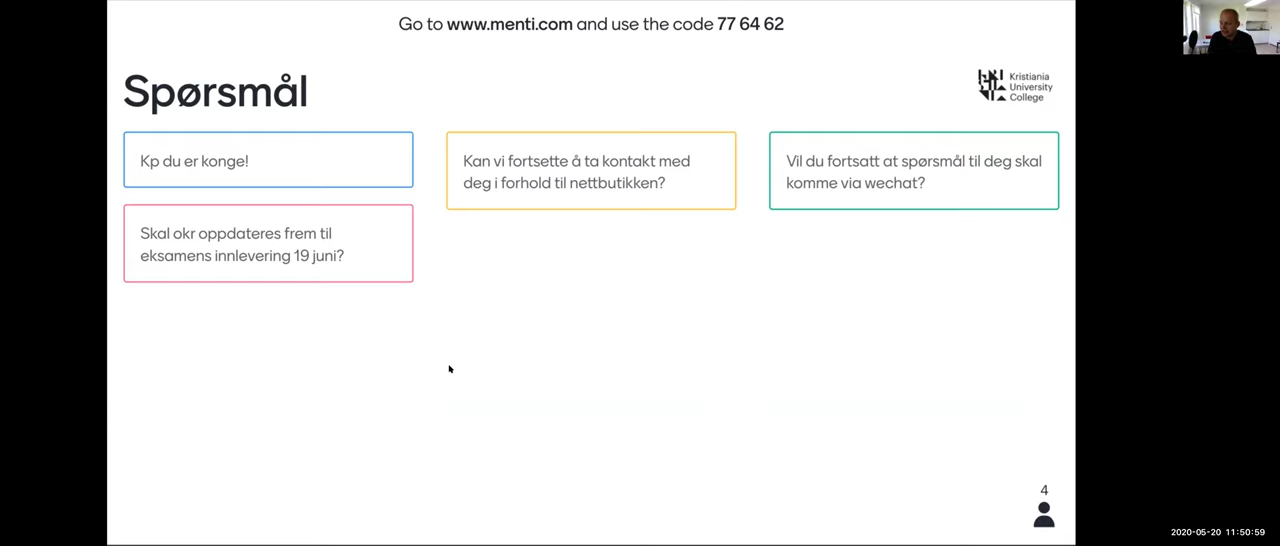 Go to www.menti.com and use the code 77 64 62
Spørsmål
Kristiania
University
College
Kp du er konge!
Kan vi fortsette å ta kontakt med
deg i forhold til nettbutikken?
Vil du fortsatt at spørsmål til deg skal
komme via wechat?
Skal okr oppdateres frem til
eksamens innlevering 19 juni?
4
2020-05-20 11:50:59